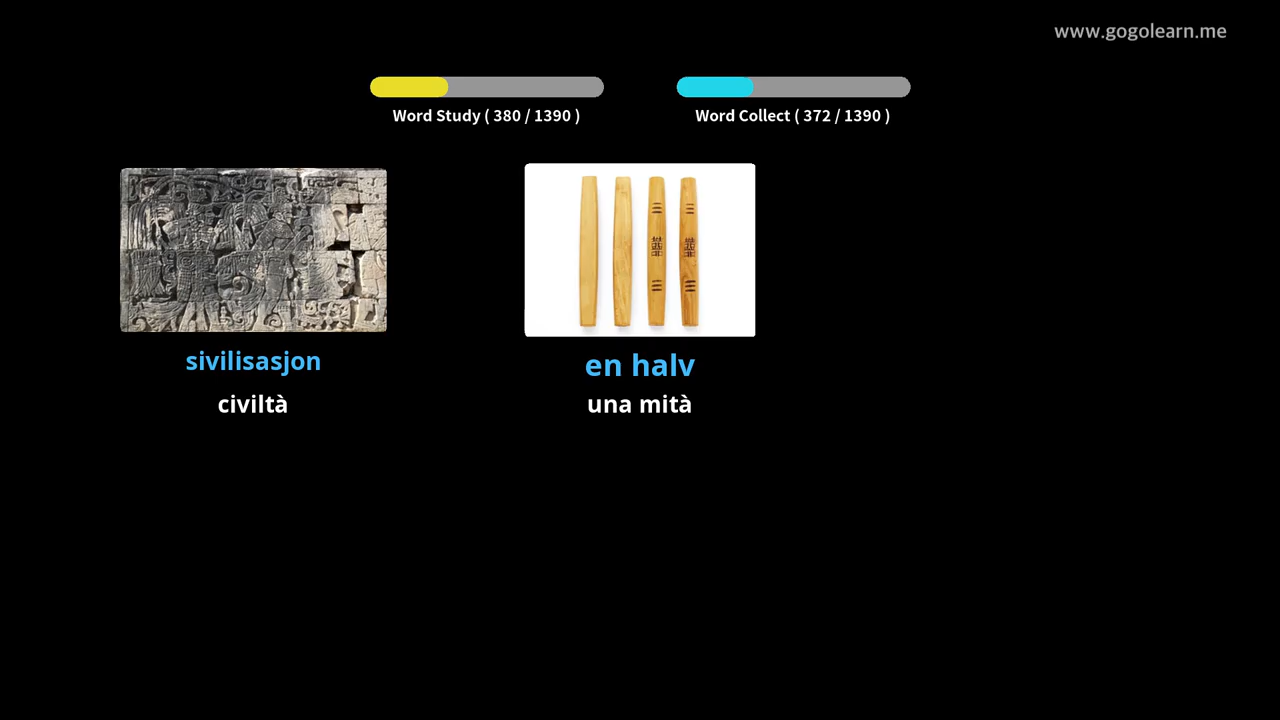 www.gogolearn.me
Word Study ( 380 / 1390 )
Word Collect ( 372 / 1390 )
sivilisasjon
civiltà
en halv
una mità